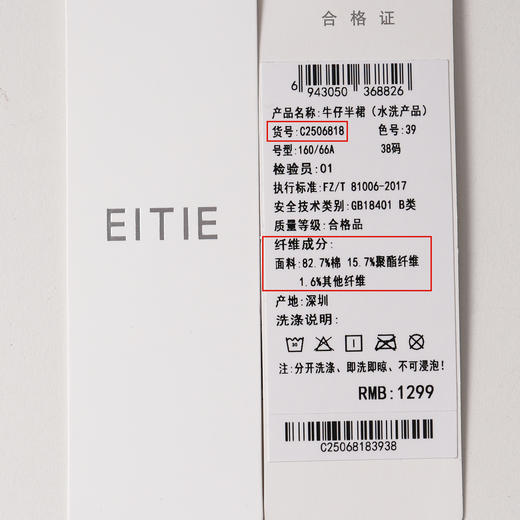 合格证
6 943050 368826
产品名称:牛仔半裙(水洗产品)
货号:C2506818 色号:39
号型:160/66A 38码
检验员:01
执行标准:FZ/T 81006-2017
安全技术类别:GB18401 B类
质量等级:合格品
纤维成分:
面料:82.7%棉 15.7%聚酯纤维
1.6%其他纤维
产地:深圳
洗涤说明:
30
注:分开洗涤、即洗即晾、不可浸泡!
RMB:1299
C25068183938
EITIE